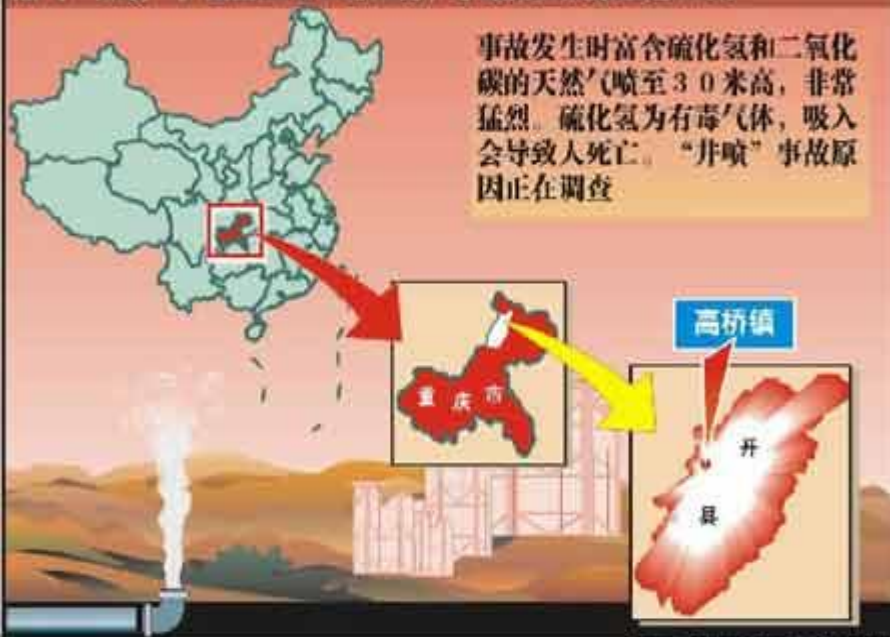 事故发生时富含硫化氢和二氧化
碳的天然气喷至30米高，非常
猛烈。硫化氢为有毒气体，吸入
会导致人死亡。“井喷”事故原
因正在调查
高桥镇
重庆市
开
县